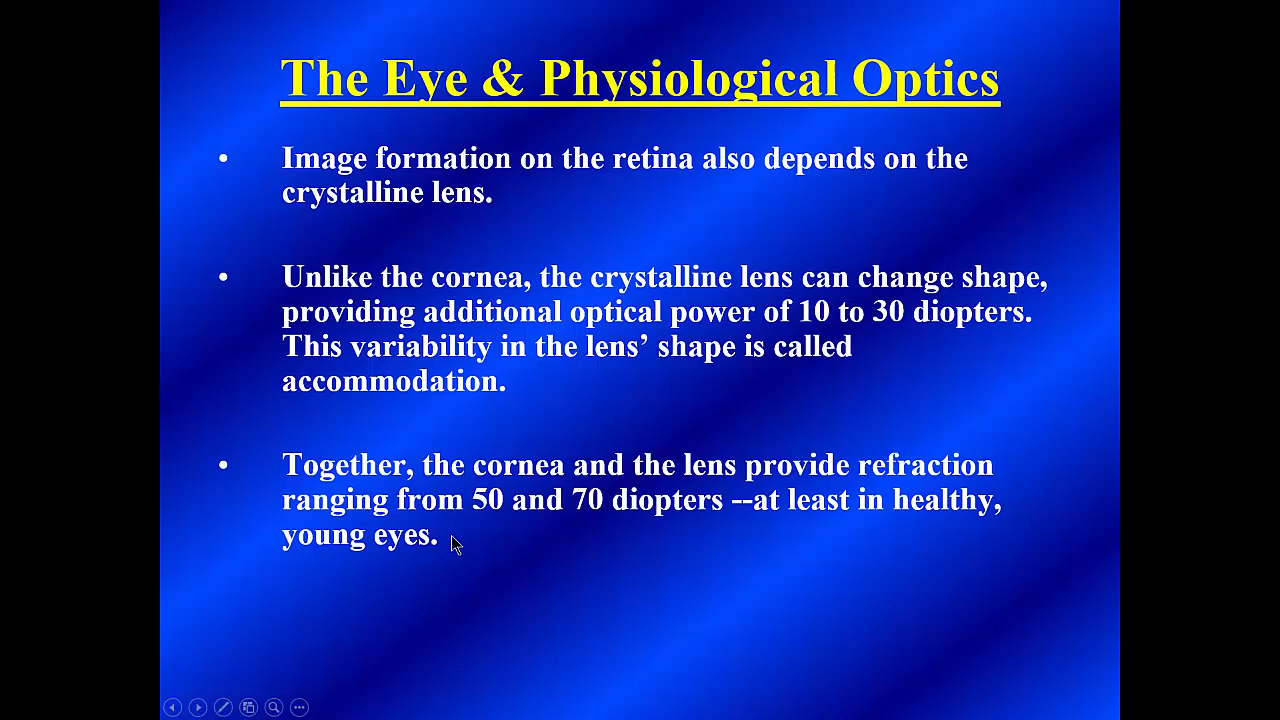 The Eye & Physiological Optics
• Image formation on the retina also depends on the
crystalline lens.
• Unlike the cornea, the crystalline lens can change shape,
providing additional optical power of 10 to 30 diopters.
This variability in the lens’ shape is called
accommodation.
• Together, the cornea and the lens provide refraction
ranging from 50 and 70 diopters --at least in healthy,
young eyes.